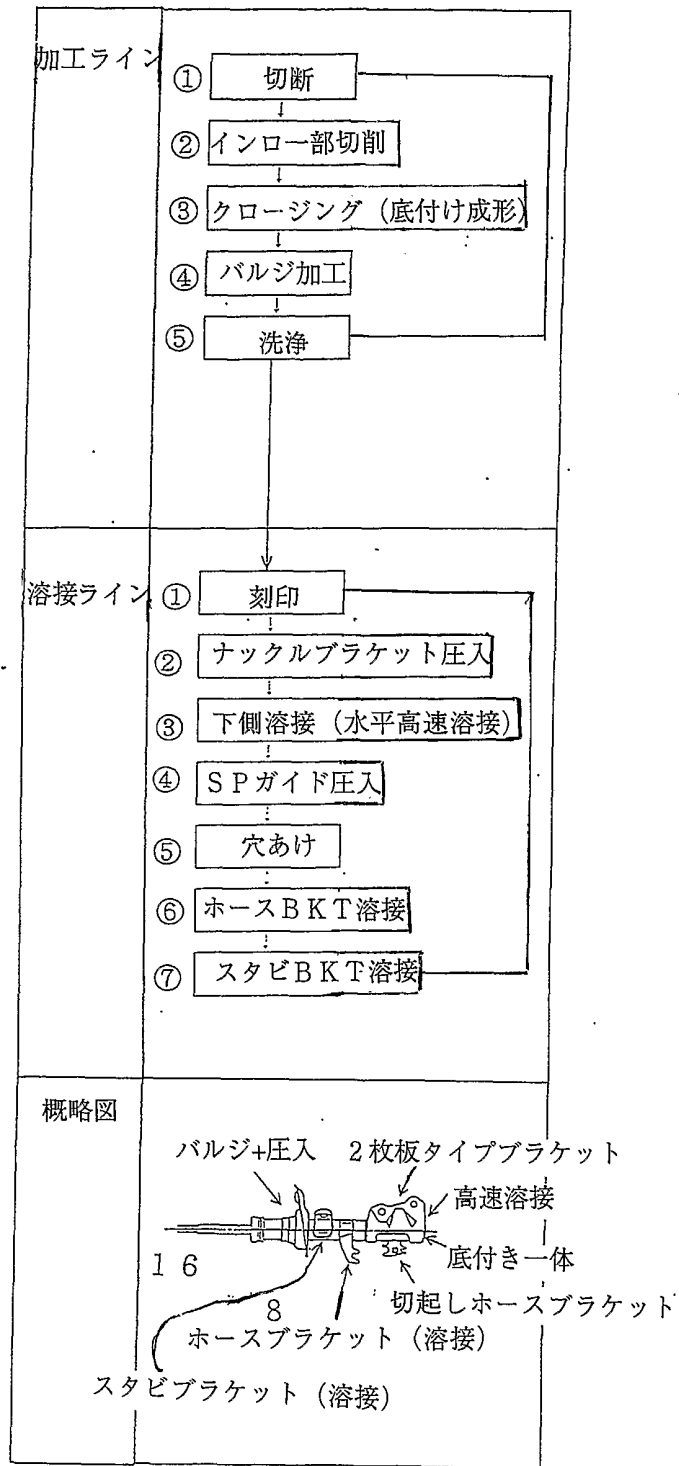 加工ライン
① 切断
② インロー部切削
③ クロージング（底付け成形）
④ バルジ加工
⑤ 洗浄
溶接ライン
① 刻印
② ナックルブラケット圧入
③ 下側溶接（水平高速溶接）
④ ＳＰガイド圧入
⑤ 穴あけ
⑥ ホースＢＫＴ溶接
⑦ スタビＢＫＴ溶接
概略図
バルジ+圧入 2枚板タイプブラケット
高速溶接
底付き一体
１６
切起しホースブラケット
8
ホースブラケット（溶接）
スタビブラケット（溶接）